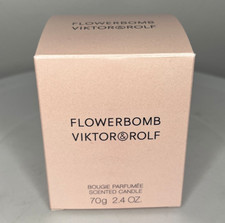 FLOWERBOMB
VIKTOR&ROLF
BOUGIE PARFUMÉE
SCENTED CANDLE
70g 2.4 OZ.